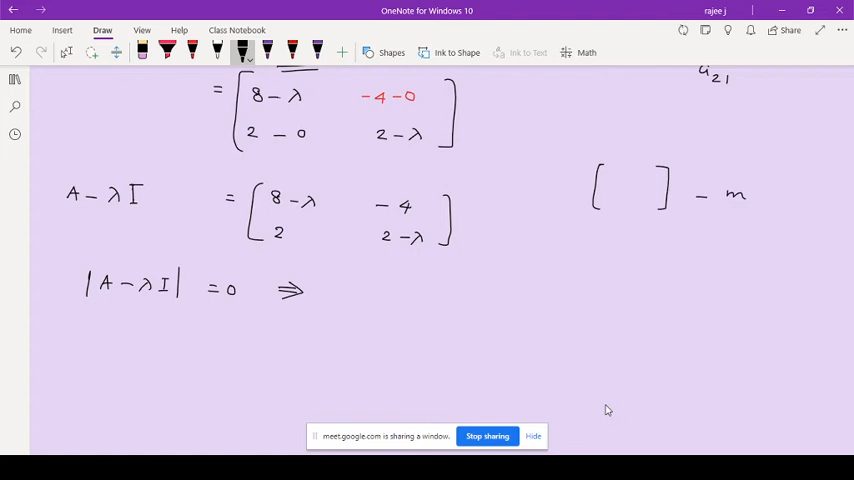 OneNote for Windows 10
rajee j
Home Insert Draw View Help Class Notebook
Share
Shapes Ink to Shape Ink to Text Math
= [ 8 - λ -4 - 0
2 - 0 2 - λ ]
a21
A - λI = [ 8 - λ -4
2 2 - λ ]
[ ] - m
|A - λI| = 0 ⇒
meet.google.com is sharing a window. Stop sharing Hide